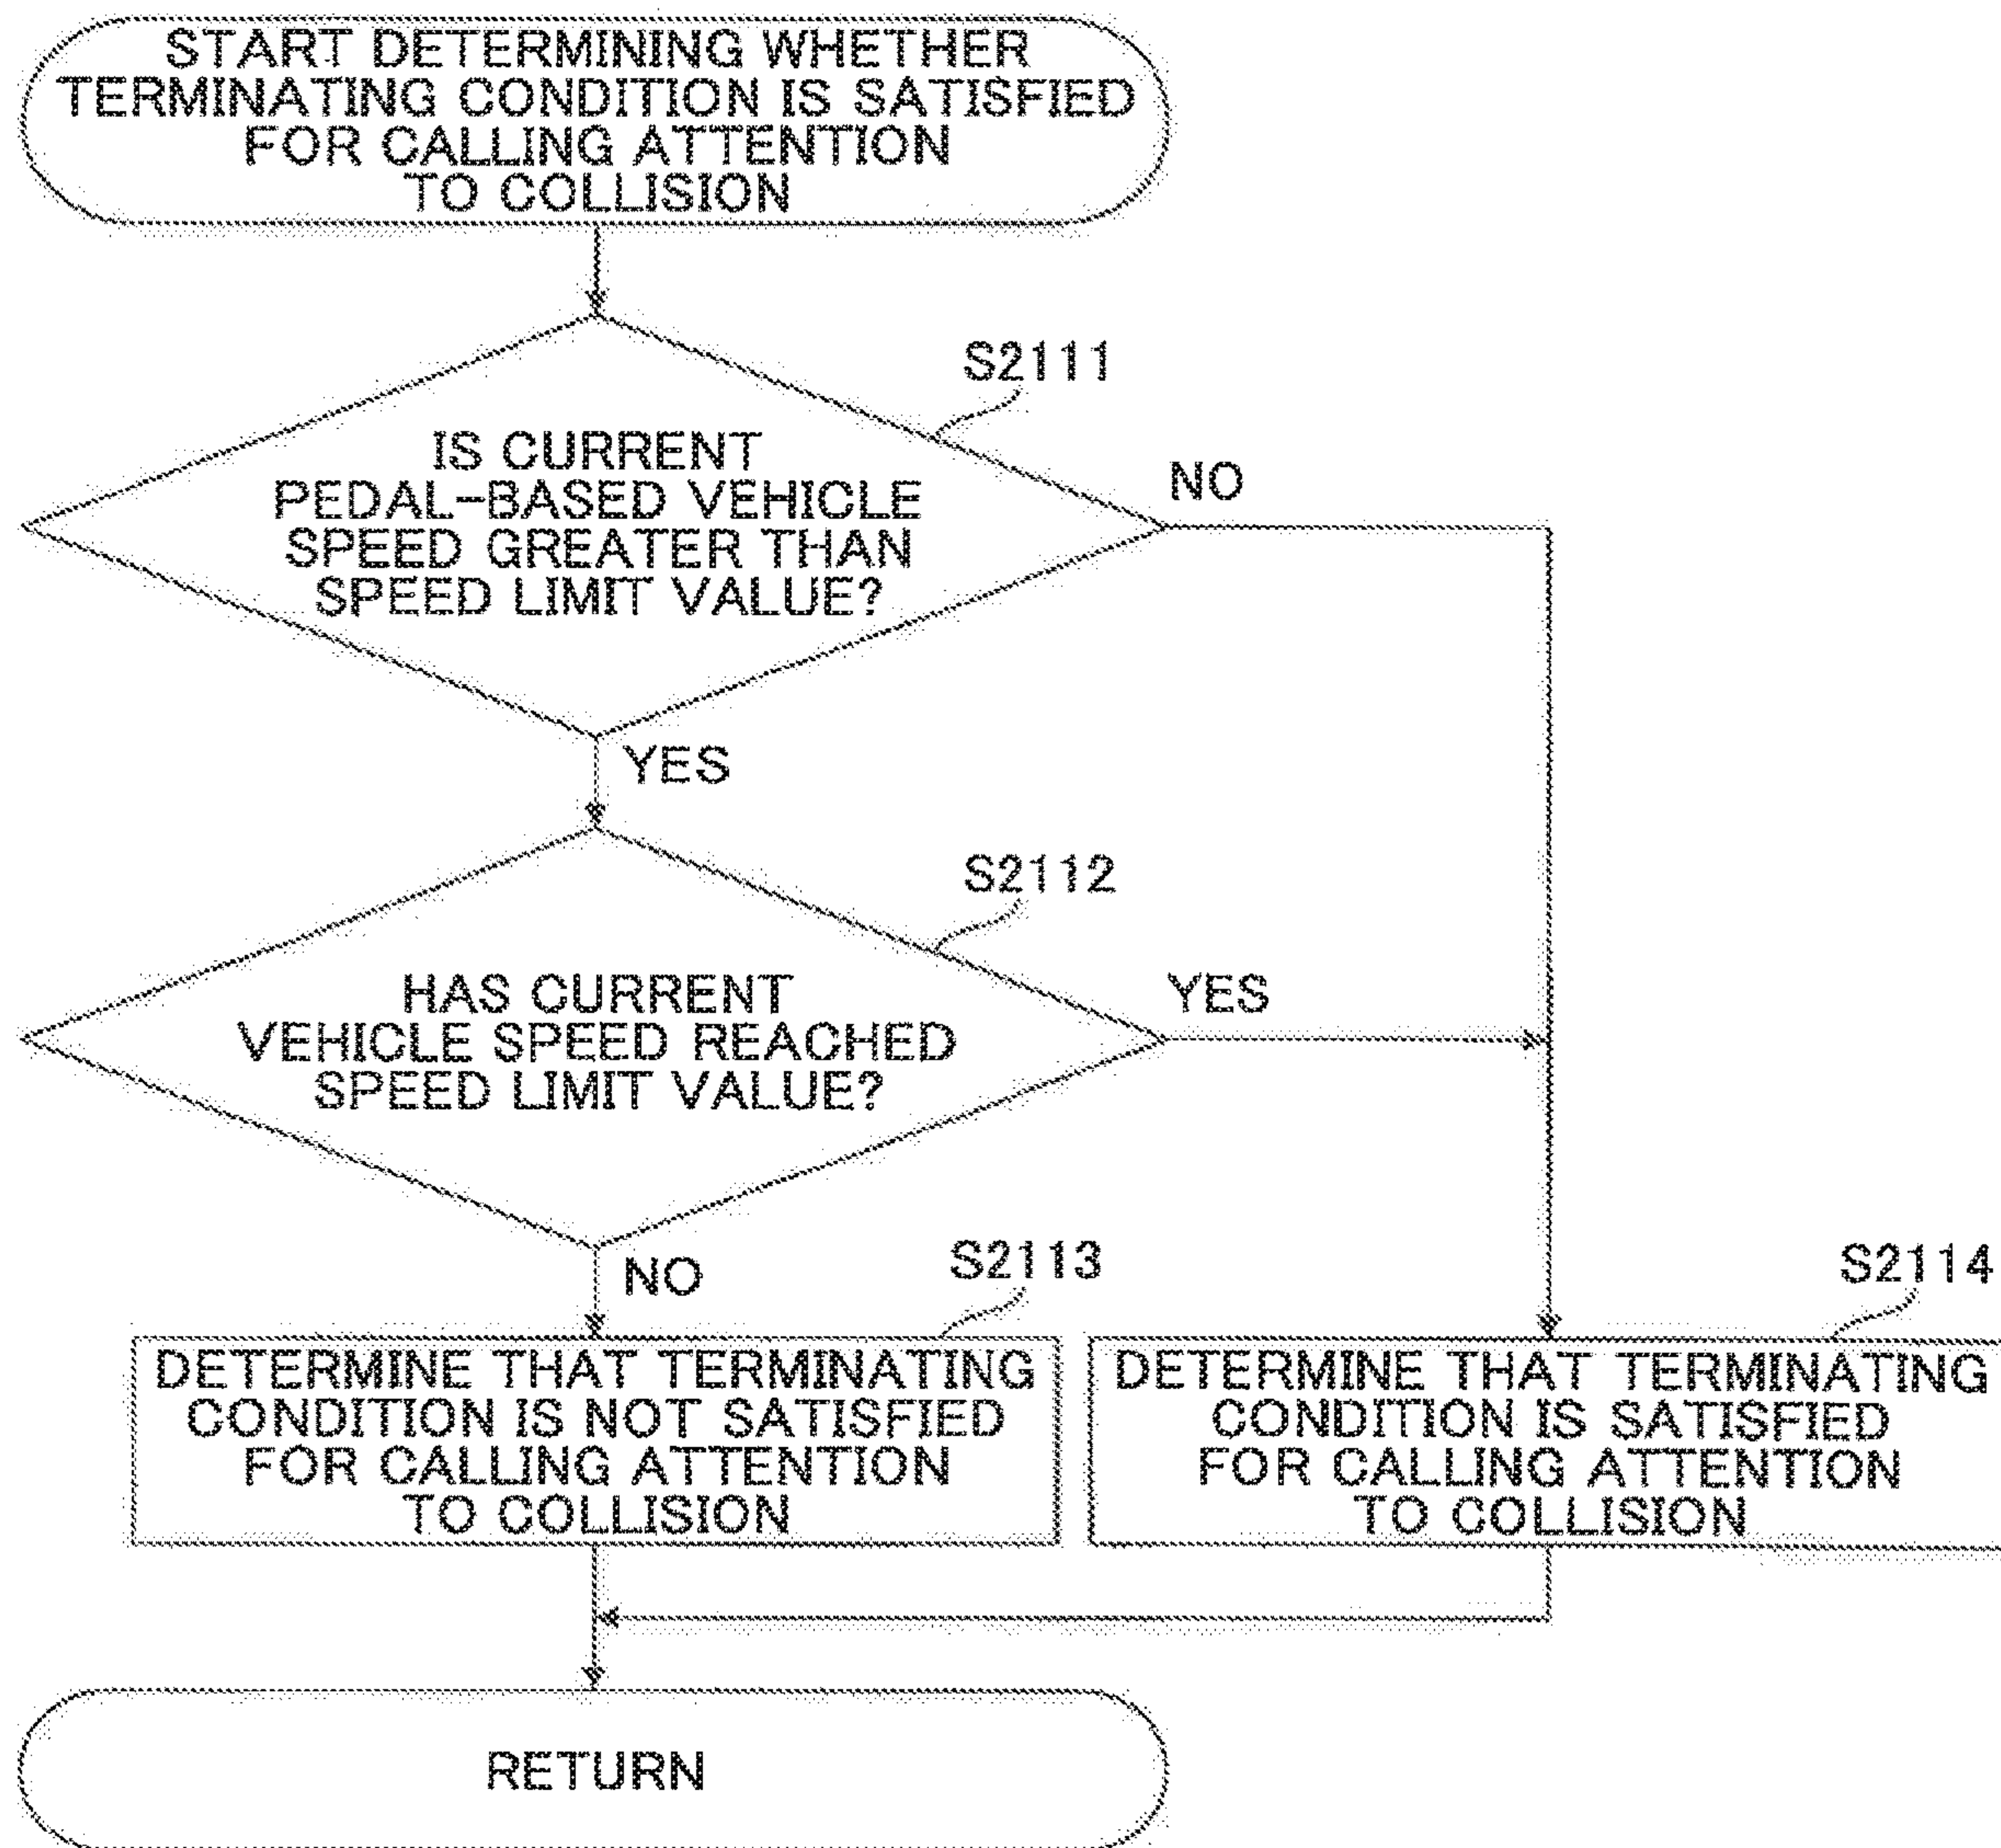 START DETERMINING WHETHER
TERMINATING CONDITION IS SATISFIED
FOR CALLING ATTENTION
TO COLLISION
S2111
IS CURRENT
PEDAL-BASED VEHICLE
SPEED GREATER THAN
SPEED LIMIT VALUE?
NO
YES
S2112
HAS CURRENT
VEHICLE SPEED REACHED
SPEED LIMIT VALUE?
YES
NO
S2113
DETERMINE THAT TERMINATING
CONDITION IS NOT SATISFIED
FOR CALLING ATTENTION
TO COLLISION
S2114
DETERMINE THAT TERMINATING
CONDITION IS SATISFIED
FOR CALLING ATTENTION
TO COLLISION
RETURN